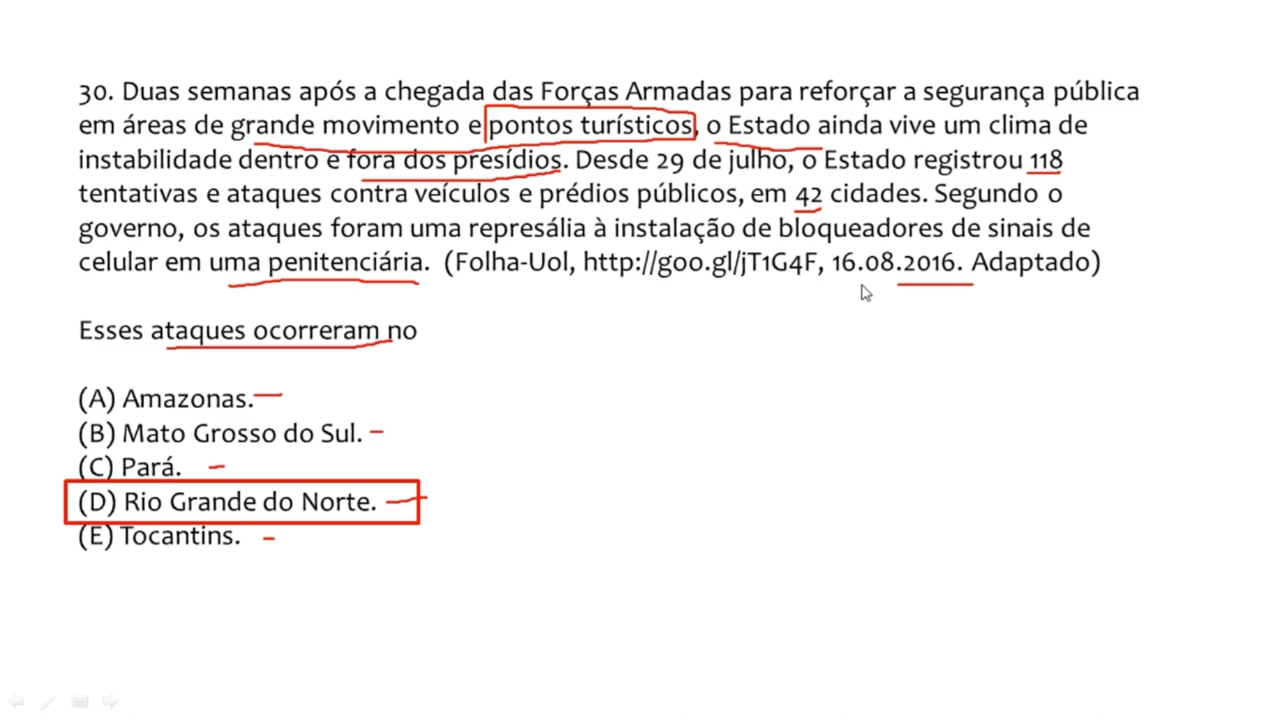 30. Duas semanas após a chegada das Forças Armadas para reforçar a segurança pública
em áreas de grande movimento e pontos turísticos, o Estado ainda vive um clima de
instabilidade dentro e fora dos presídios. Desde 29 de julho, o Estado registrou 118
tentativas e ataques contra veículos e prédios públicos, em 42 cidades. Segundo o
governo, os ataques foram uma represália à instalação de bloqueadores de sinais de
celular em uma penitenciária. (Folha-Uol, http://goo.gl/jT1G4F, 16.08.2016. Adaptado)
Esses ataques ocorreram no
(A) Amazonas.
(B) Mato Grosso do Sul.
(C) Pará.
(D) Rio Grande do Norte.
(E) Tocantins.